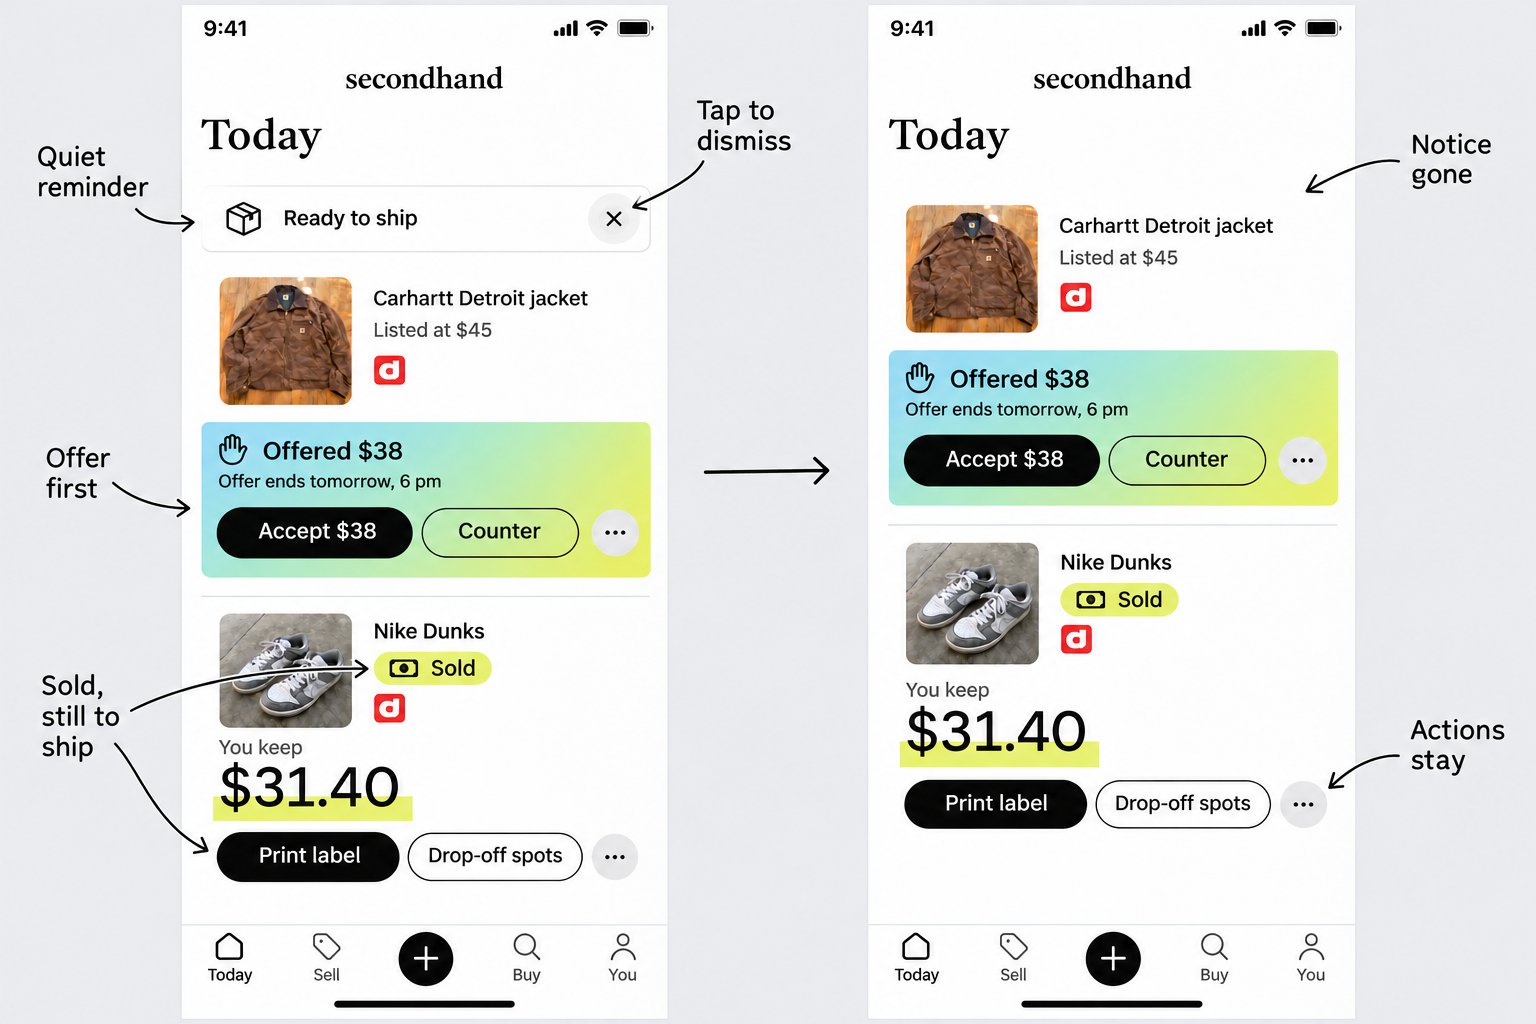 9:41
secondhand
Today
Quiet
reminder
Tap to
dismiss
Ready to ship
Carhartt Detroit jacket
Listed at $45
d
Offer
first
Offered $38
Offer ends tomorrow, 6 pm
Accept $38
Counter
Sold,
still to
ship
Nike Dunks
Sold
d
You keep
$31.40
Print label
Drop-off spots
Today
Sell
Buy
You
9:41
secondhand
Today
Notice
gone
Carhartt Detroit jacket
Listed at $45
d
Offered $38
Offer ends tomorrow, 6 pm
Accept $38
Counter
Nike Dunks
Sold
d
You keep
$31.40
Actions
stay
Print label
Drop-off spots
Today
Sell
Buy
You